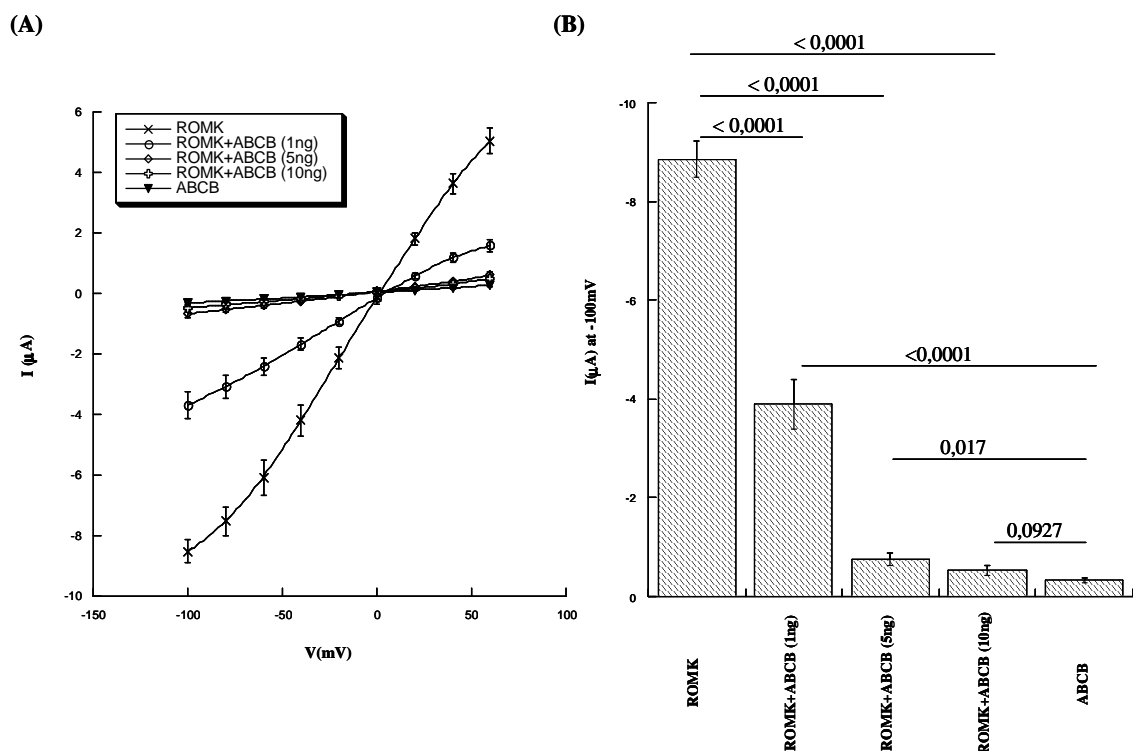 (A)
ROMK
ROMK+ABCB (1ng)
ROMK+ABCB (5ng)
ROMK+ABCB (10ng)
ABCB
6
4
2
0
-2
-4
-6
-8
-10
-150
-100
-50
0
50
100
I (µA)
V(mV)
(B)
< 0,0001
< 0,0001
< 0,0001
<0,0001
0,017
0,0927
-10
-8
-6
-4
-2
0
I(µA) at -100mV
ROMK
ROMK+ABCB (1ng)
ROMK+ABCB (5ng)
ROMK+ABCB (10ng)
ABCB